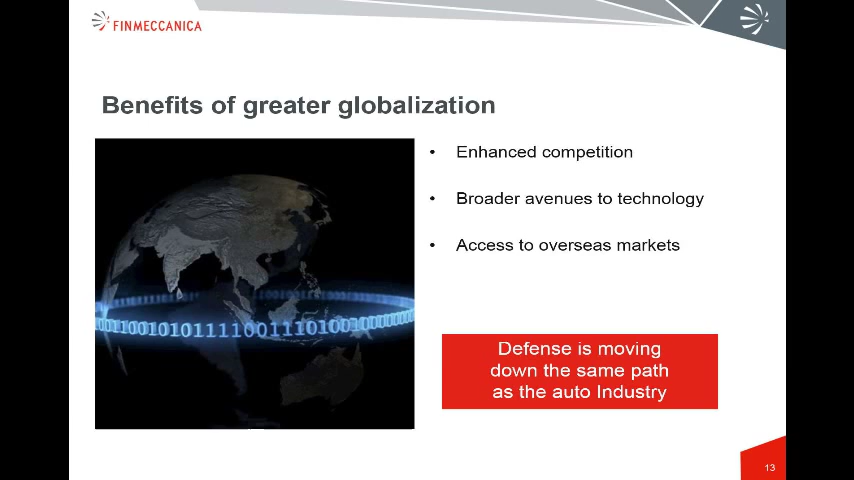 FINMECCANICA
Benefits of greater globalization
• Enhanced competition
• Broader avenues to technology
• Access to overseas markets
Defense is moving
down the same path
as the auto Industry
13